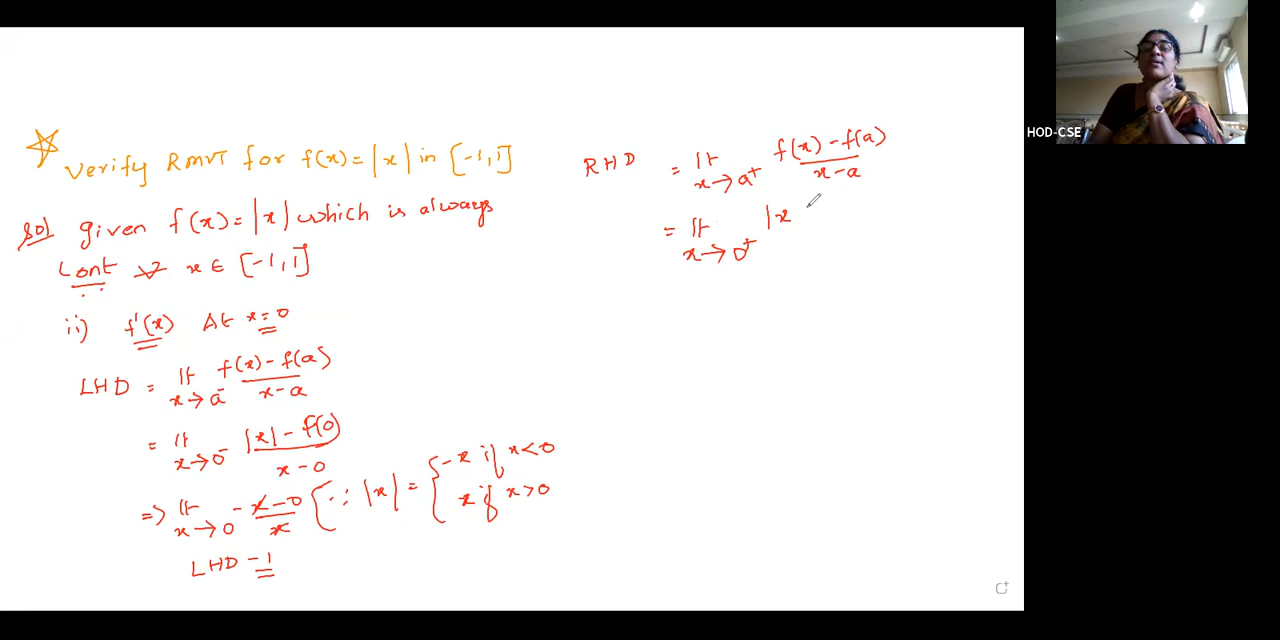 Verify RMVT for f(x) = |x| in [-1, 1]
Sol Given f(x) = |x| which is always
Cont ∀ x ∈ [-1, 1]
ii) f'(x) At x = 0
LHD = lt x→a⁻ f(x) - f(a) / x - a
= lt x→0⁻ |x| - f(0) / x - 0
=> lt x→0 - x - 0 / x { ∵ |x| = { -x if x < 0
x if x > 0
LHD - 1
RHD = lt x→a⁺ f(x) - f(a) / x - a
= lt x→0⁺ |x
HOD-CSE